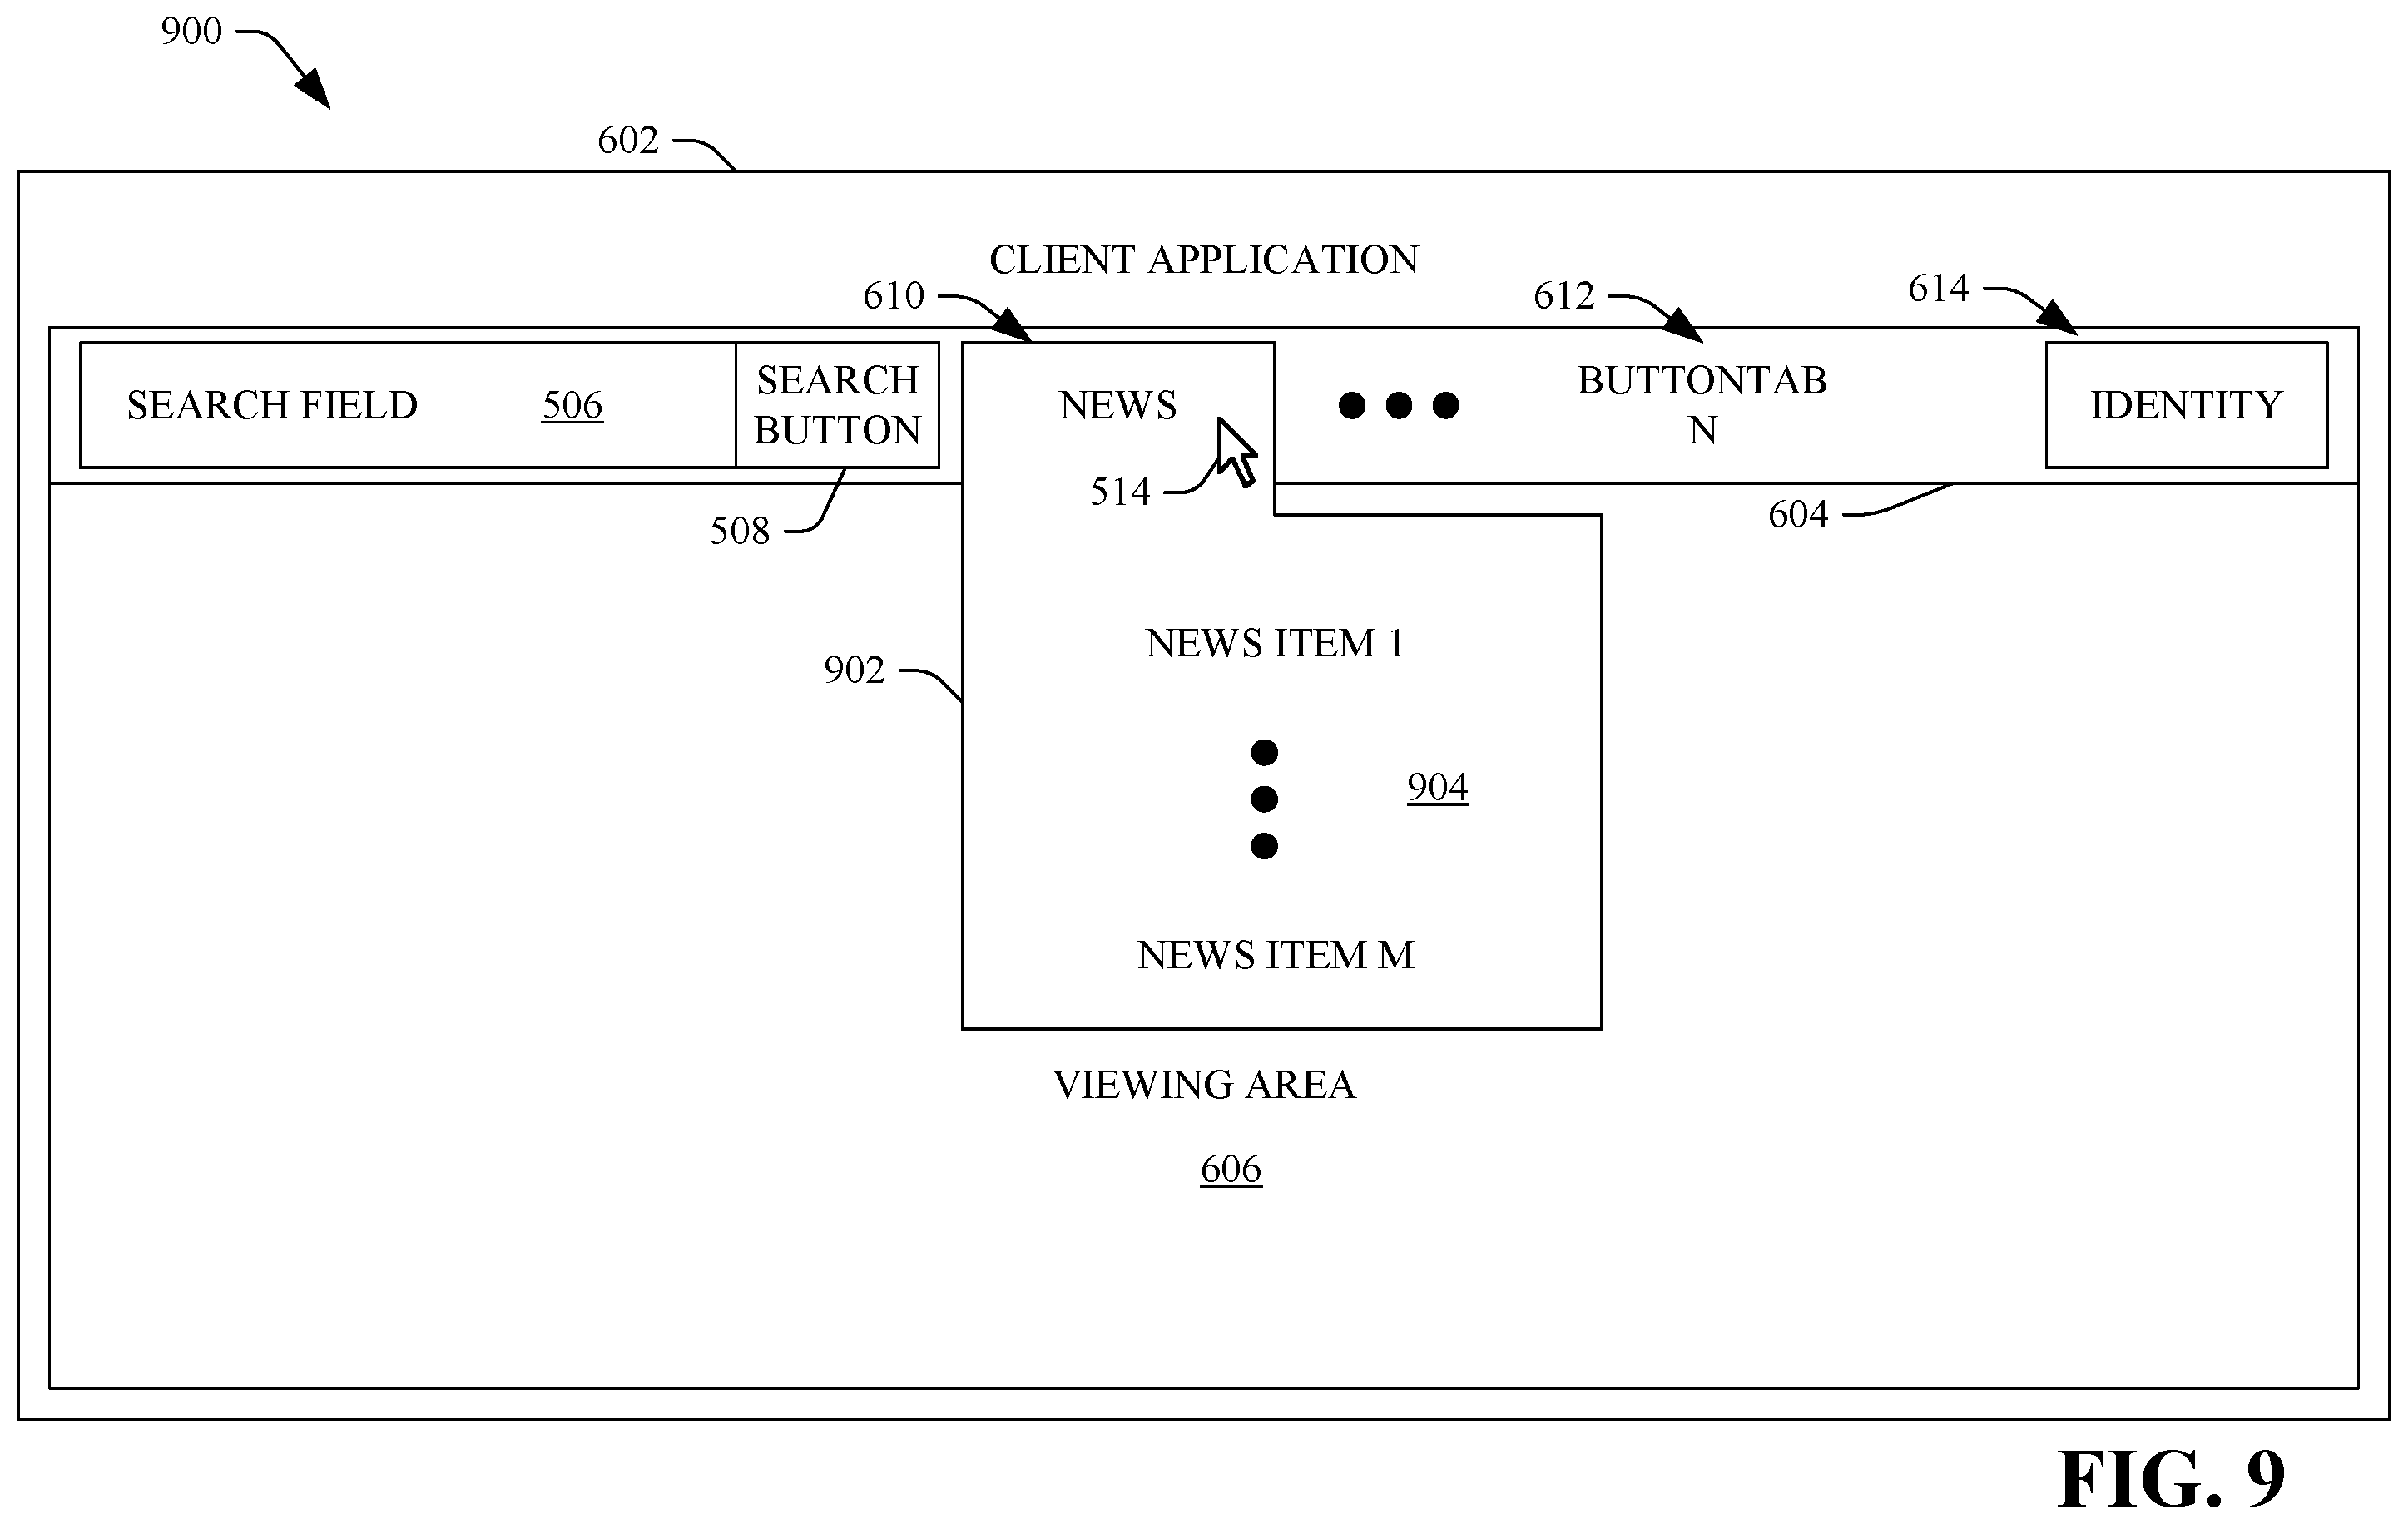 900
602
CLIENT APPLICATION
610
612
614
SEARCH FIELD 506
SEARCH
BUTTON
NEWS
BUTTONTAB
N
IDENTITY
514
508
604
NEWS ITEM 1
902
904
NEWS ITEM M
VIEWING AREA
606
FIG. 9